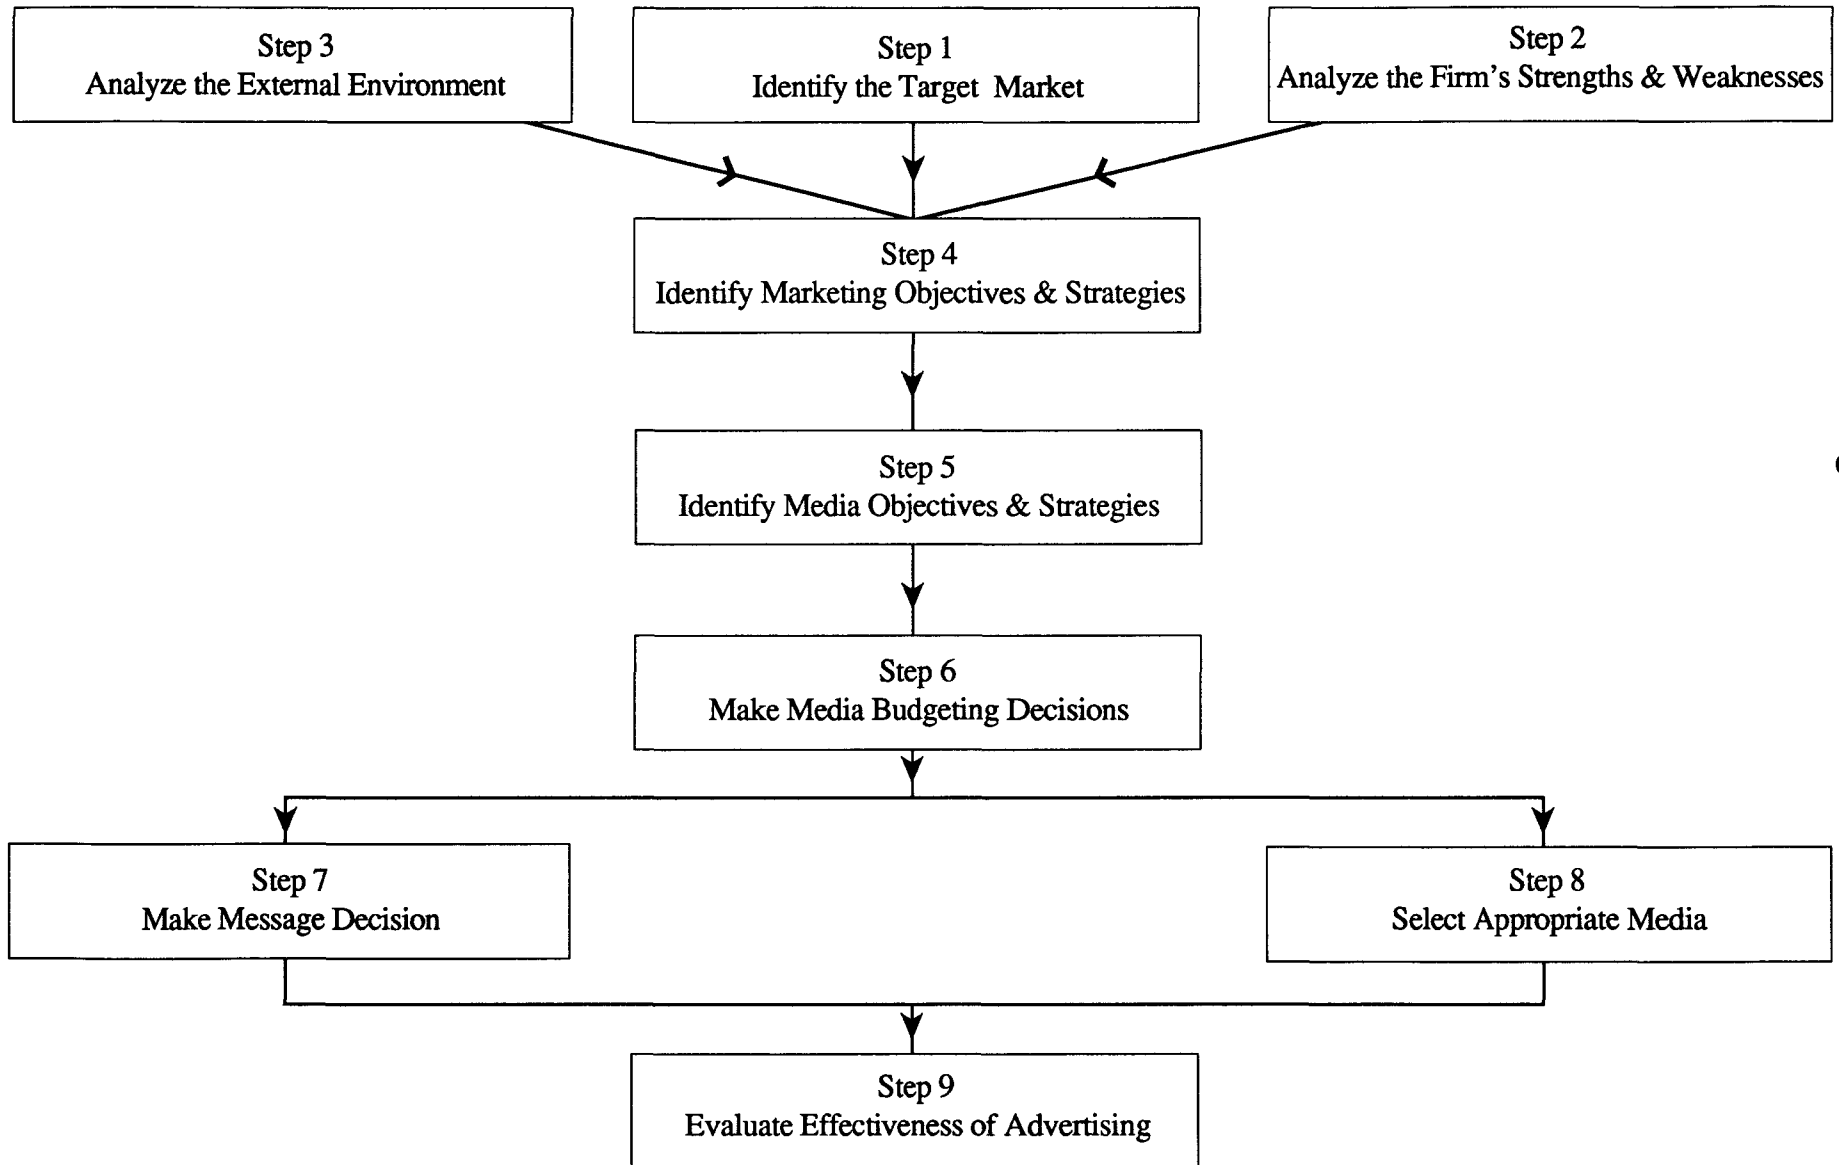 Step 3
Analyze the External Environment
Step 1
Identify the Target Market
Step 2
Analyze the Firm's Strengths & Weaknesses
Step 4
Identify Marketing Objectives & Strategies
Step 5
Identify Media Objectives & Strategies
Step 6
Make Media Budgeting Decisions
Step 7
Make Message Decision
Step 8
Select Appropriate Media
Step 9
Evaluate Effectiveness of Advertising